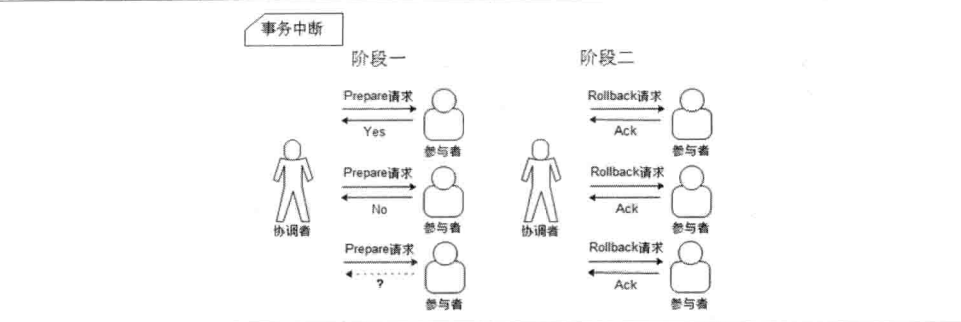 事务中断
阶段一
阶段二
Prepare请求
Yes
参与者
Prepare请求
No
参与者
Prepare请求
?
参与者
协调者
Rollback请求
Ack
参与者
Rollback请求
Ack
参与者
Rollback请求
Ack
参与者
协调者